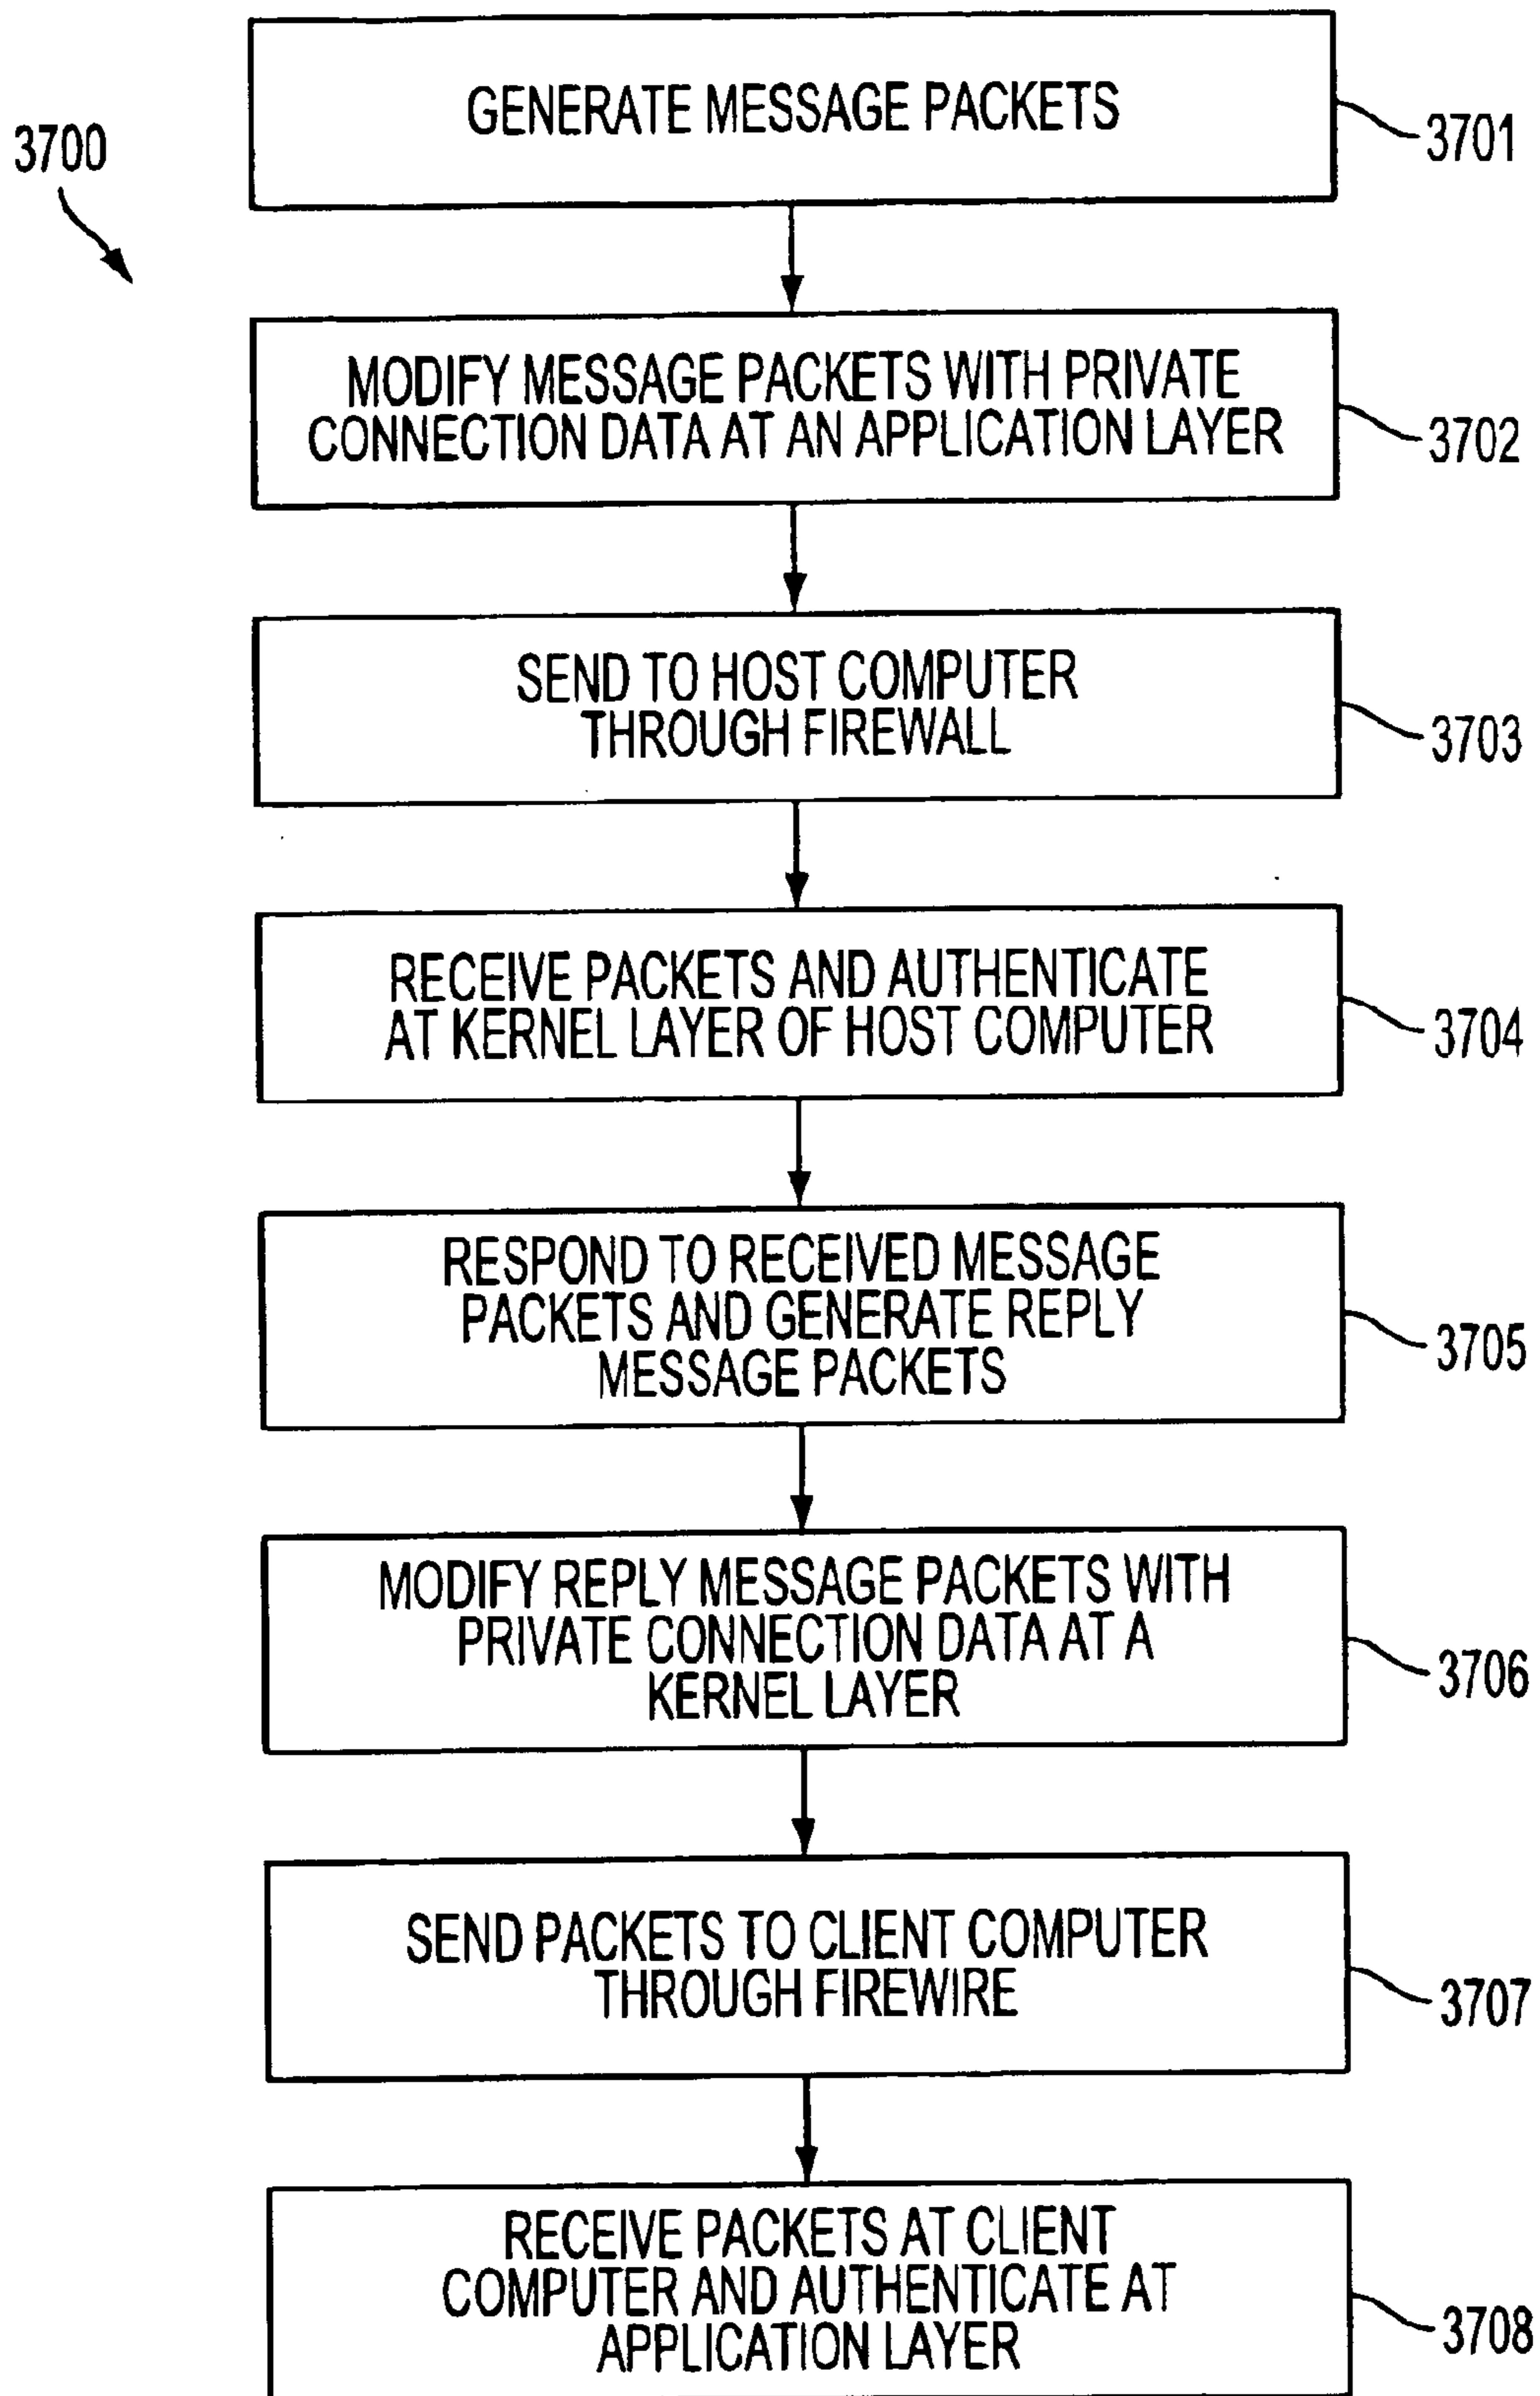 3700
GENERATE MESSAGE PACKETS
3701
MODIFY MESSAGE PACKETS WITH PRIVATE
CONNECTION DATA AT AN APPLICATION LAYER
3702
SEND TO HOST COMPUTER
THROUGH FIREWALL
3703
RECEIVE PACKETS AND AUTHENTICATE
AT KERNEL LAYER OF HOST COMPUTER
3704
RESPOND TO RECEIVED MESSAGE
PACKETS AND GENERATE REPLY
MESSAGE PACKETS
3705
MODIFY REPLY MESSAGE PACKETS WITH
PRIVATE CONNECTION DATA AT A
KERNEL LAYER
3706
SEND PACKETS TO CLIENT COMPUTER
THROUGH FIREWIRE
3707
RECEIVE PACKETS AT CLIENT
COMPUTER AND AUTHENTICATE AT
APPLICATION LAYER
3708